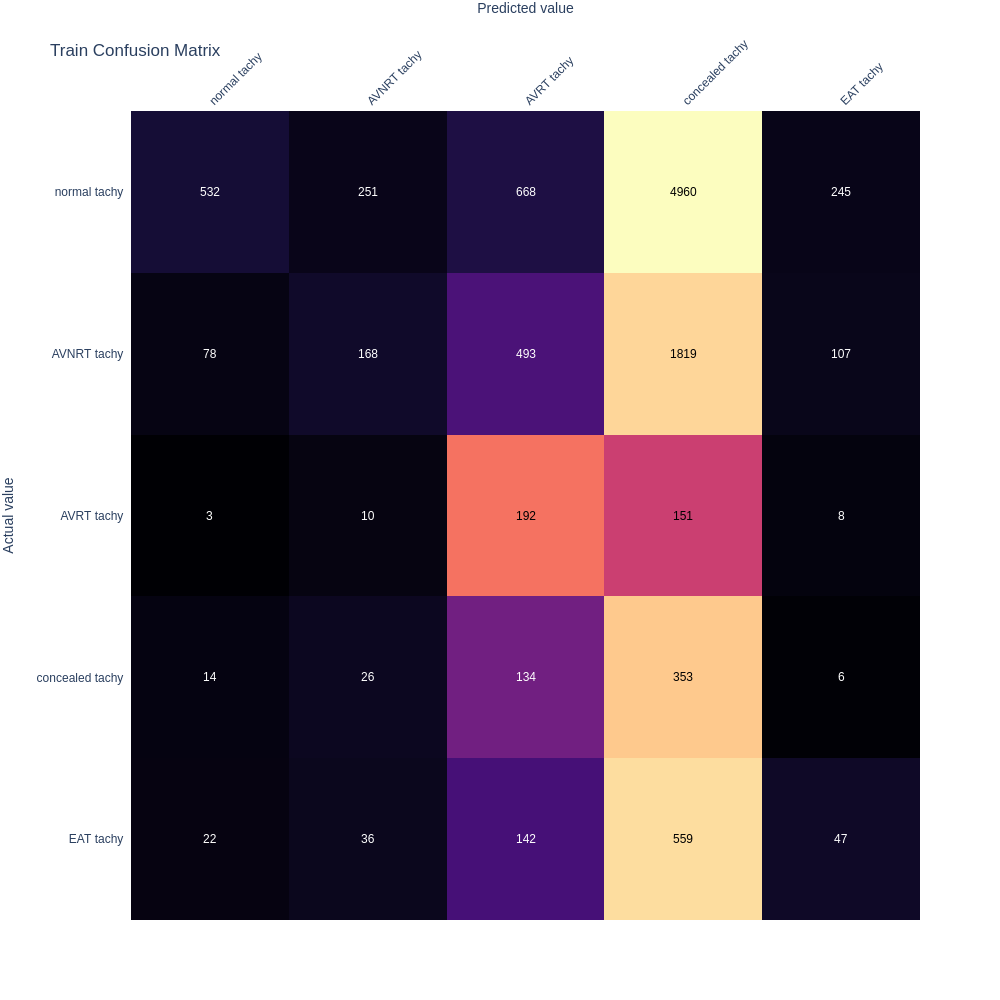 Predicted value
Train Confusion Matrix
normal tachy AVNRT tachy AVRT tachy concealed tachy EAT tachy
normal tachy 532 251 668 4960 245
AVNRT tachy 78 168 493 1819 107
Actual value
AVRT tachy 3 10 192 151 8
concealed tachy 14 26 134 353 6
EAT tachy 22 36 142 559 47